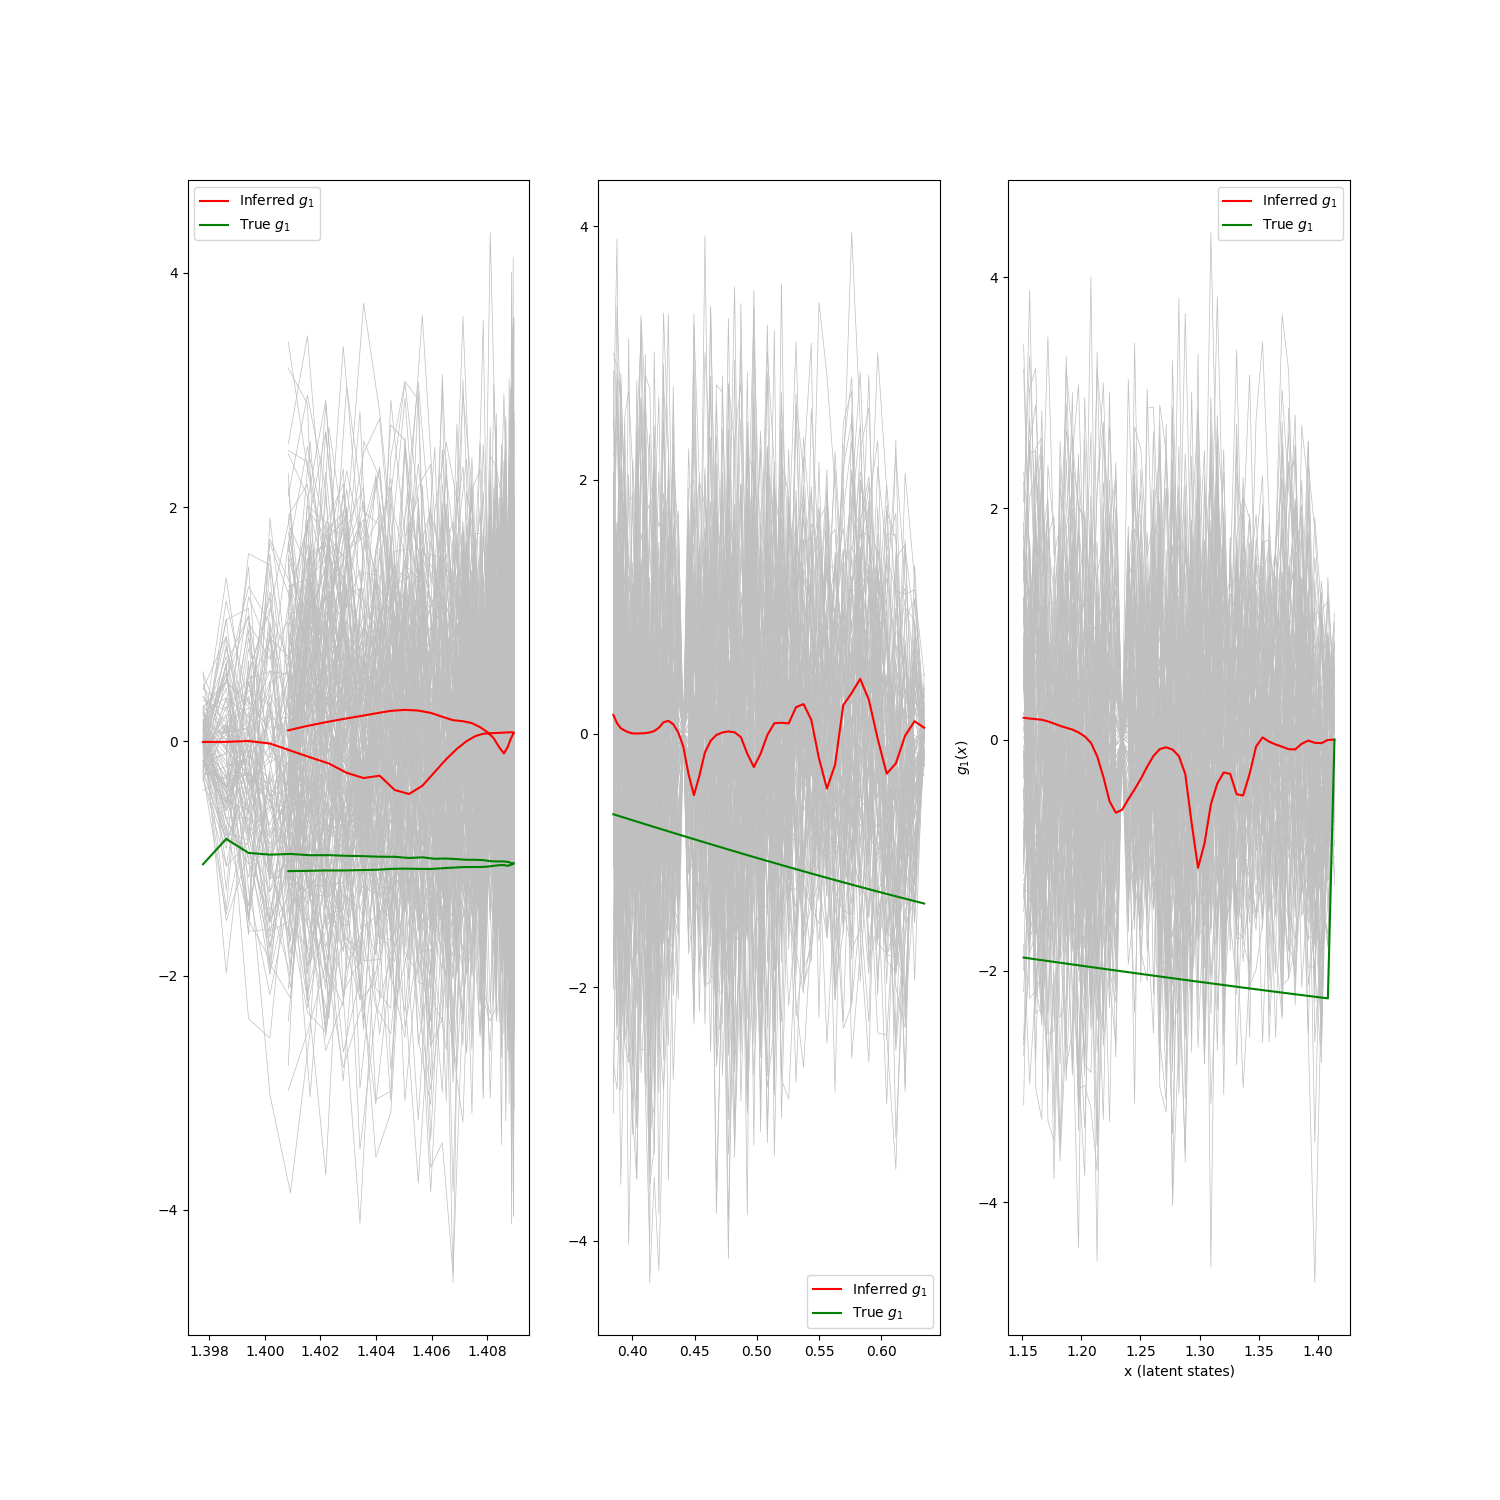 Inferred g₁
True g₁
4
2
0
−2
−4
1.398 1.400 1.402 1.404 1.406 1.408
4
2
0
−2
−4
Inferred g₁
True g₁
0.40 0.45 0.50 0.55 0.60
Inferred g₁
True g₁
g₁(x)
4
2
0
−2
−4
1.15 1.20 1.25 1.30 1.35 1.40
x (latent states)